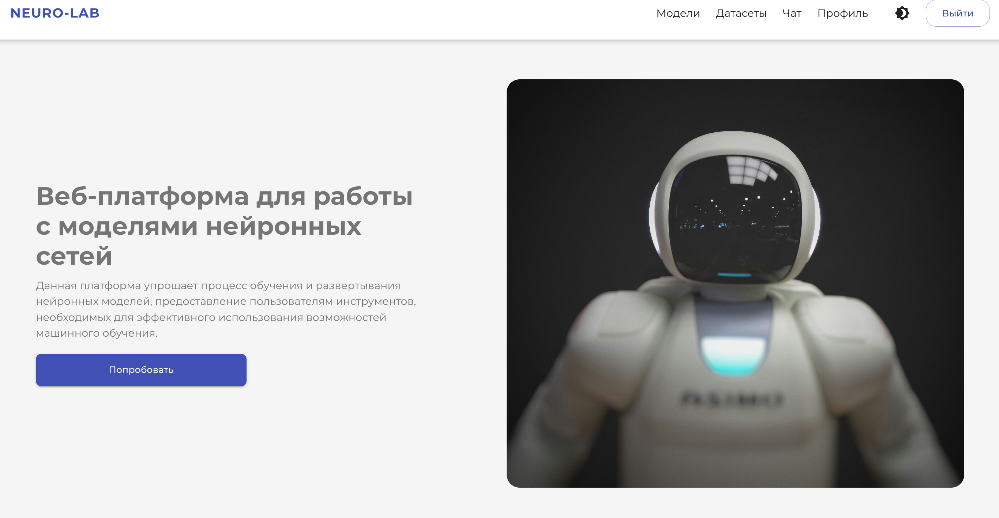 NEURO-LAB
Модели Датасеты Чат Профиль Выйти
Веб-платформа для работы
с моделями нейронных
сетей
Данная платформа упрощает процесс обучения и развертывания
нейронных моделей, предоставление пользователям инструментов,
необходимых для эффективного использования возможностей
машинного обучения.
Попробовать
ASIMO